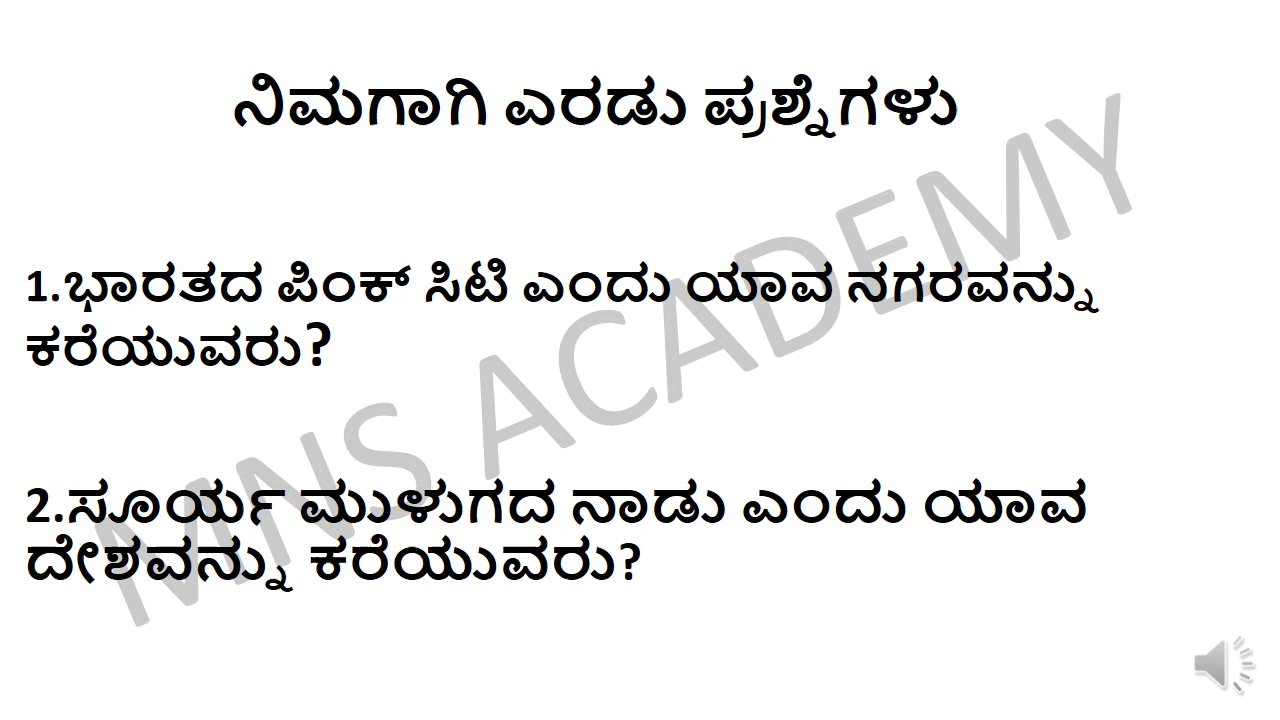 ನಿಮಗಾಗಿ ಎರಡು ಪ್ರಶ್ನೆಗಳು
1.ಭಾರತದ ಪಿಂಕ್ ಸಿಟಿ ಎಂದು ಯಾವ ನಗರವನ್ನು
ಕರೆಯುವರು?
2.ಸೂರ್ಯ ಮುಳುಗದ ನಾಡು ಎಂದು ಯಾವ
ದೇಶವನ್ನು ಕರೆಯುವರು?
MNS ACADEMY